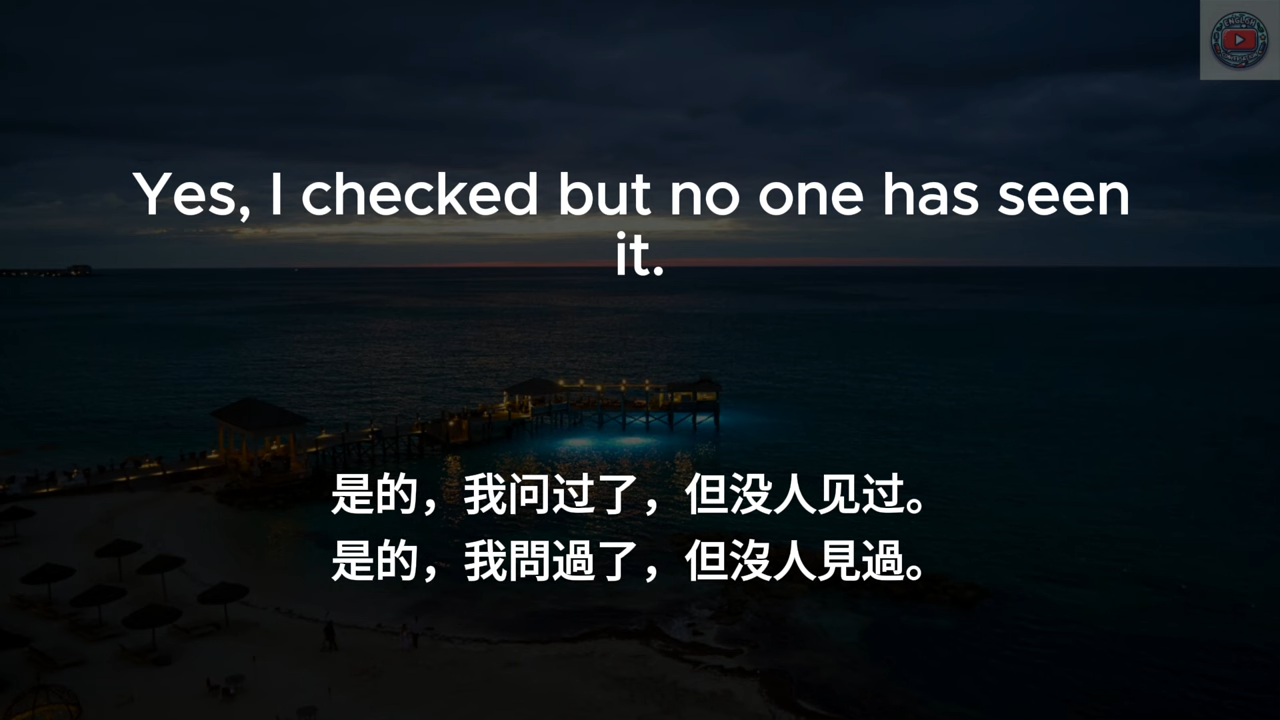 Yes, I checked but no one has seen
it.
是的，我问过了，但没人见过。
是的，我問過了，但沒人見過。